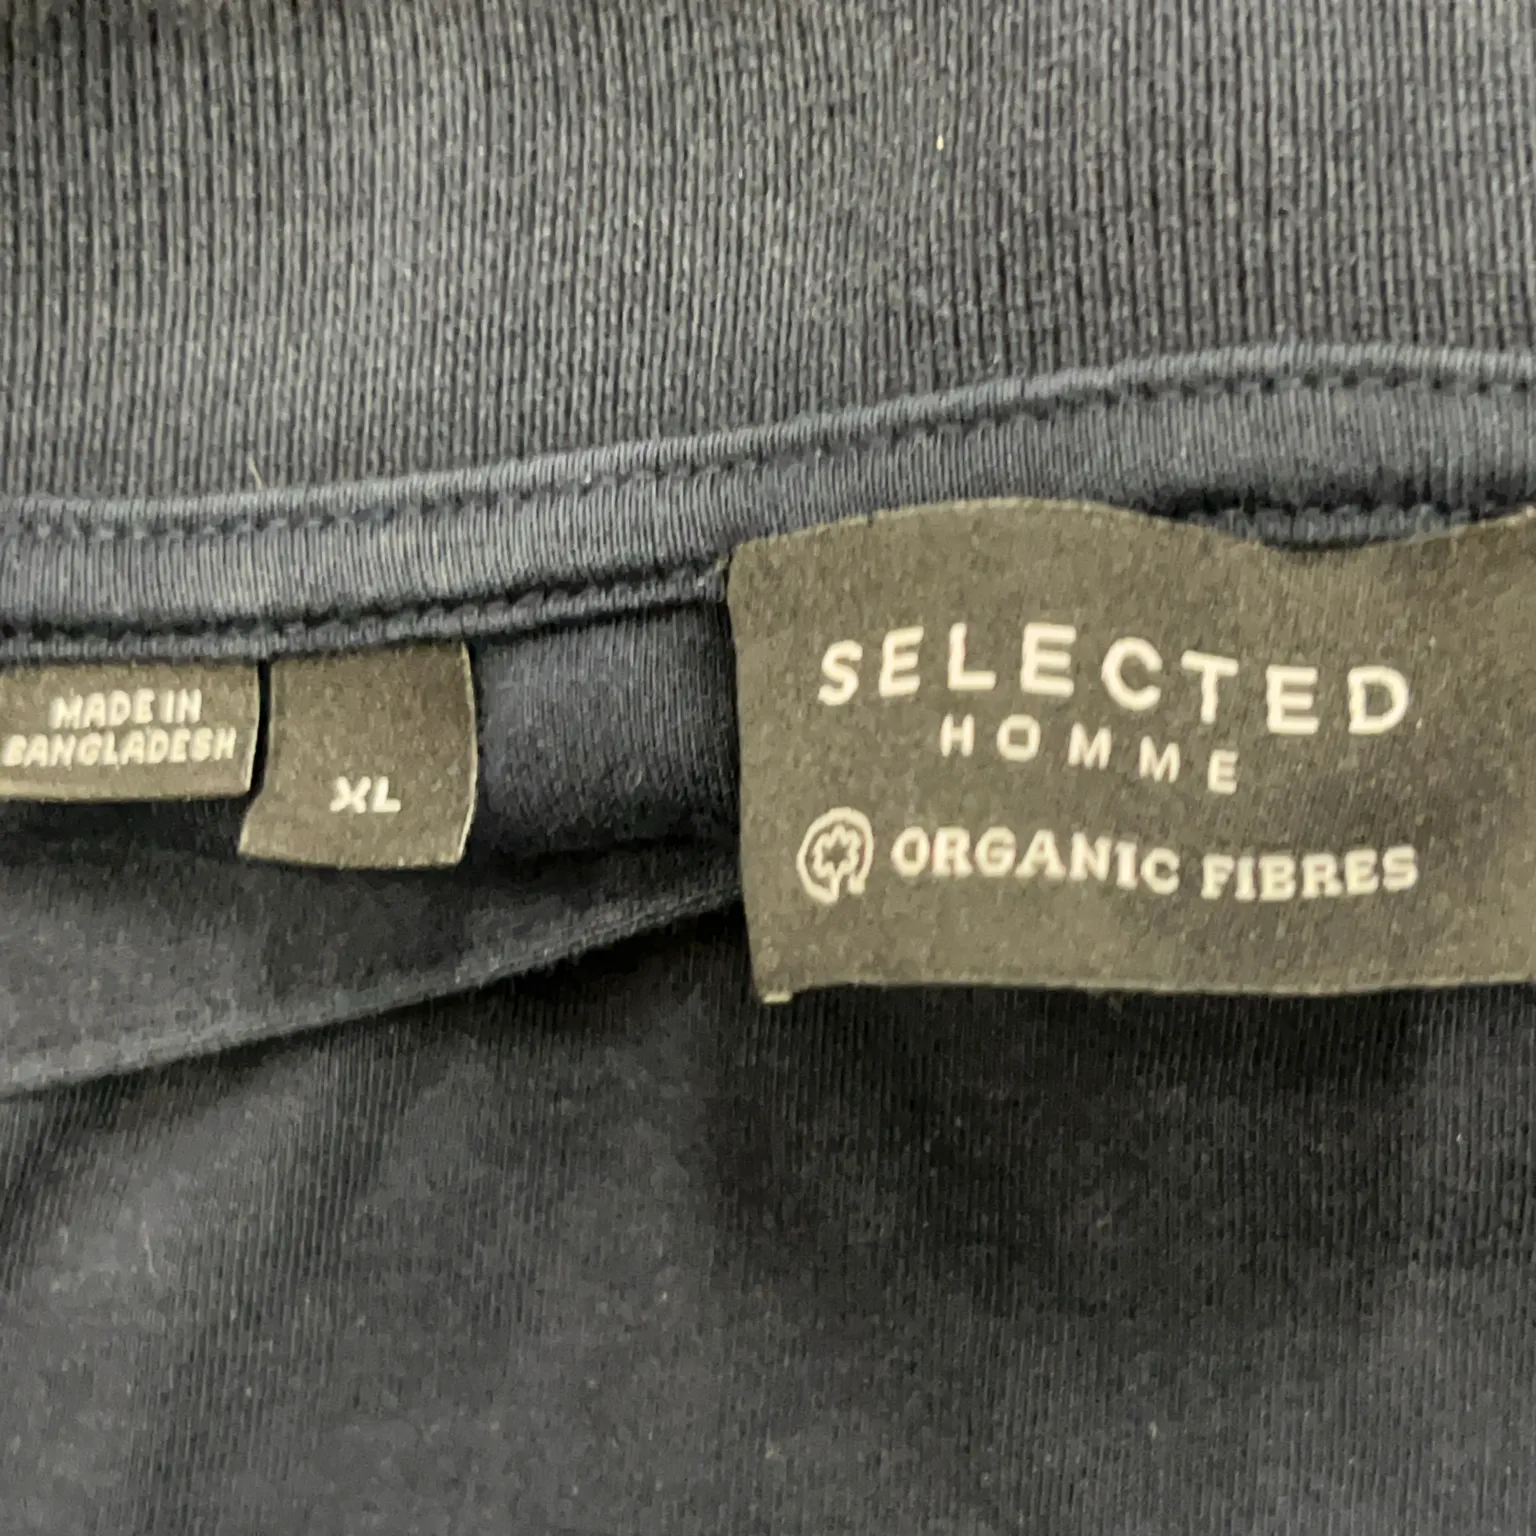 MADE IN
BANGLADESH
XL
SELECTED
HOMME
ORGANIC FIBRES